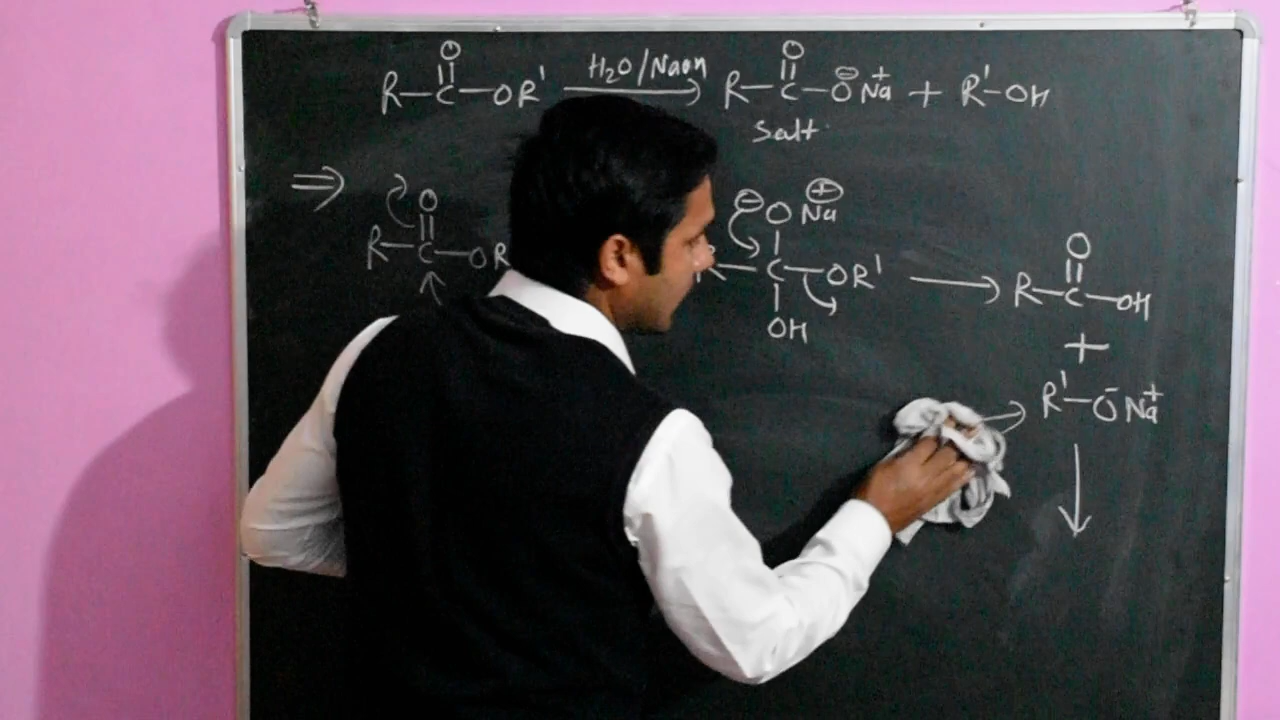 O O
R-C-OR' H2O/NaOH R-C-O⊖ Na+ + R'-OH
Salt
⊖ O Na⊕
⇒ O
R-C-OR R-C-OR' → R-C-OH
OH
O
+
R'-O- Na+